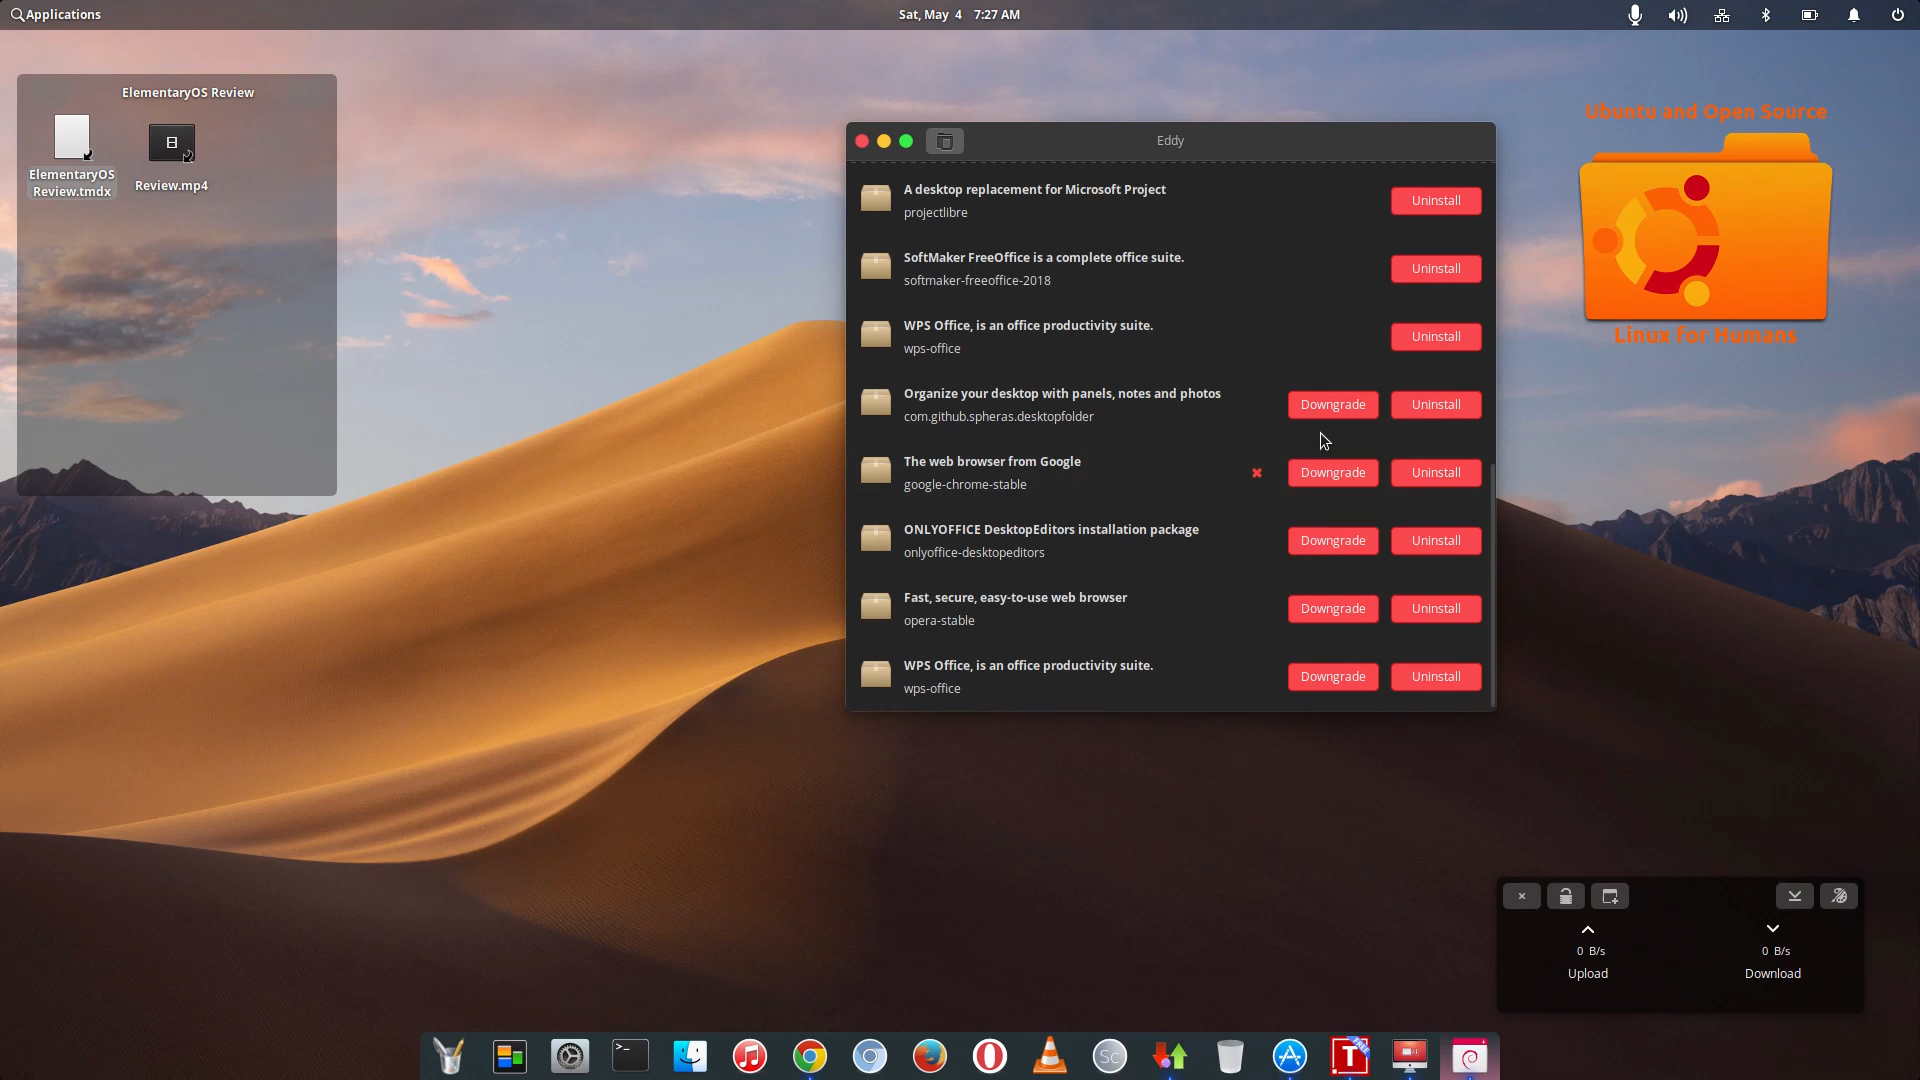 Applications
Sat, May 4 7:27 AM
ElementaryOS Review
ElementaryOS
Review.tmdx
Review.mp4
Ubuntu and Open Source
Linux for Humans
Eddy
A desktop replacement for Microsoft Project
projectlibre
Uninstall
SoftMaker FreeOffice is a complete office suite.
softmaker-freeoffice-2018
Uninstall
WPS Office, is an office productivity suite.
wps-office
Uninstall
Organize your desktop with panels, notes and photos
com.github.spheras.desktopfolder
Downgrade Uninstall
The web browser from Google
google-chrome-stable
Downgrade Uninstall
ONLYOFFICE DesktopEditors installation package
onlyoffice-desktopeditors
Downgrade Uninstall
Fast, secure, easy-to-use web browser
opera-stable
Downgrade Uninstall
WPS Office, is an office productivity suite.
wps-office
Downgrade Uninstall
0 B/s 0 B/s
Upload Download
>_
Sc
T
FREE